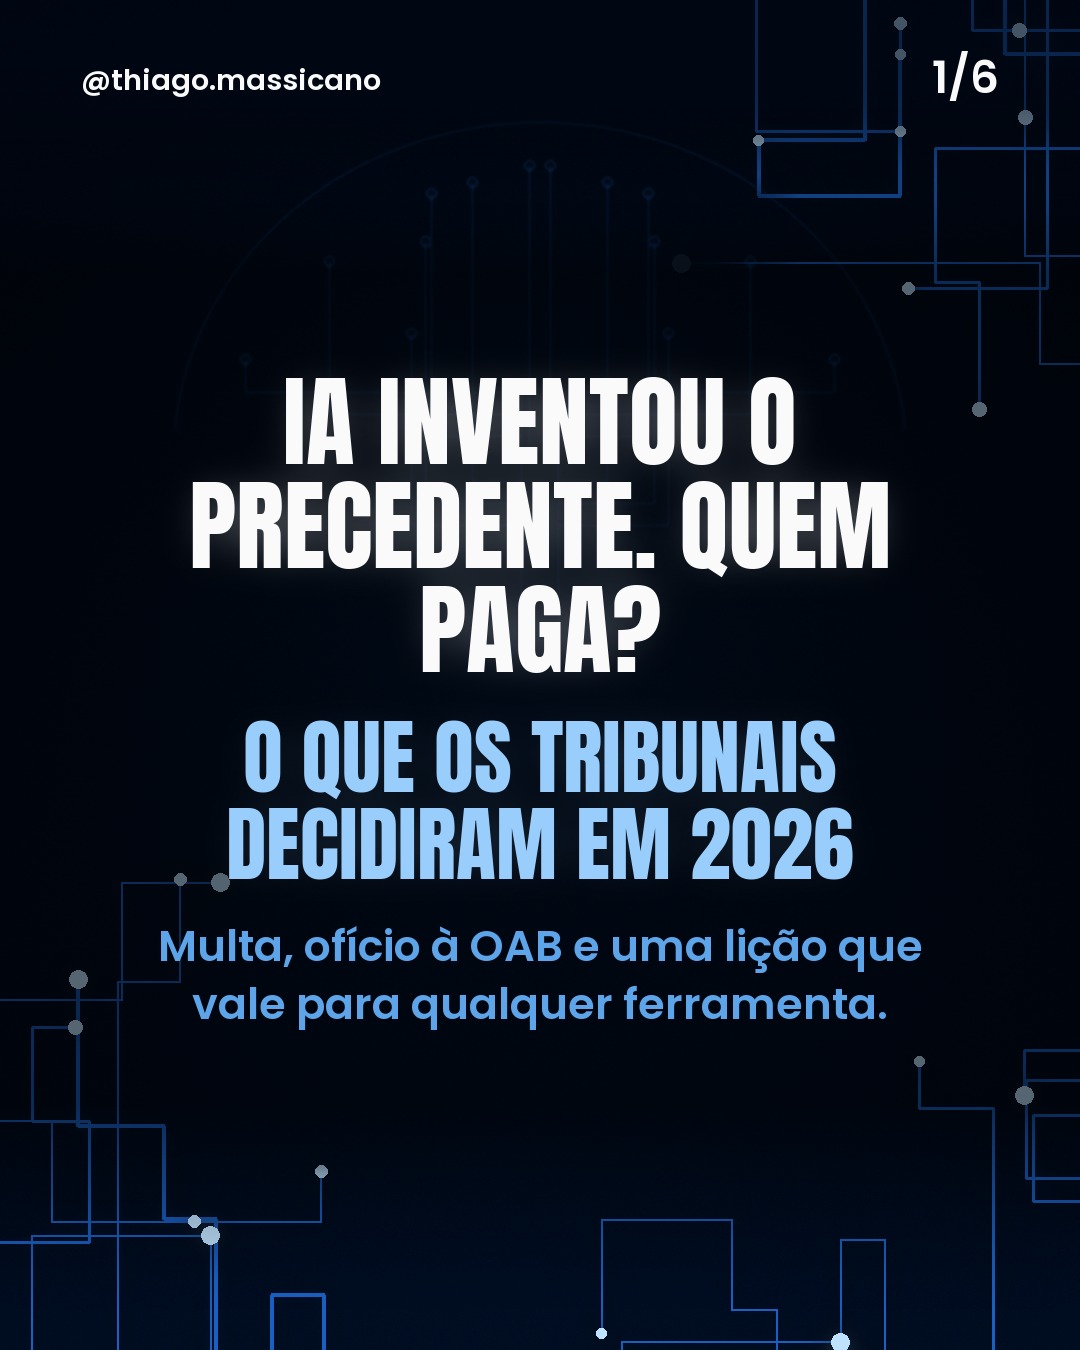 @thiago.massicano
1/6
IA INVENTOU O
PRECEDENTE. QUEM
PAGA?
O QUE OS TRIBUNAIS
DECIDIRAM EM 2026
Multa, ofício à OAB e uma lição que
vale para qualquer ferramenta.